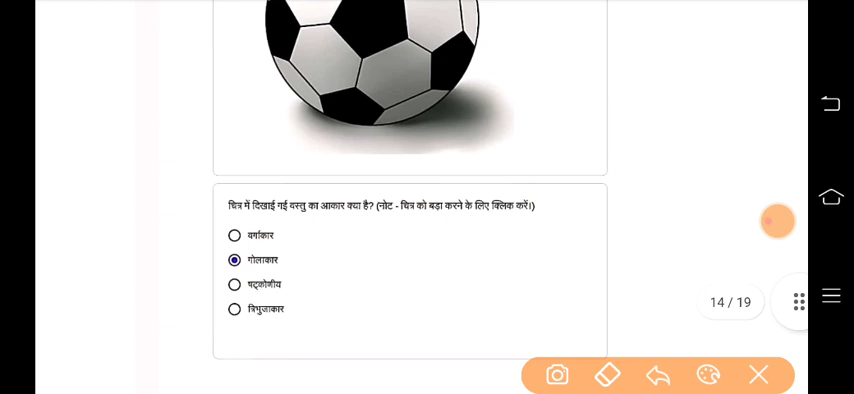 चित्र में दिखाई गई वस्तु का आकार क्या है? (नोट - चित्र को बड़ा करने के लिए क्लिक करें।)
वर्गाकार
गोलाकार
षट्कोणीय
त्रिभुजाकार
14 / 19